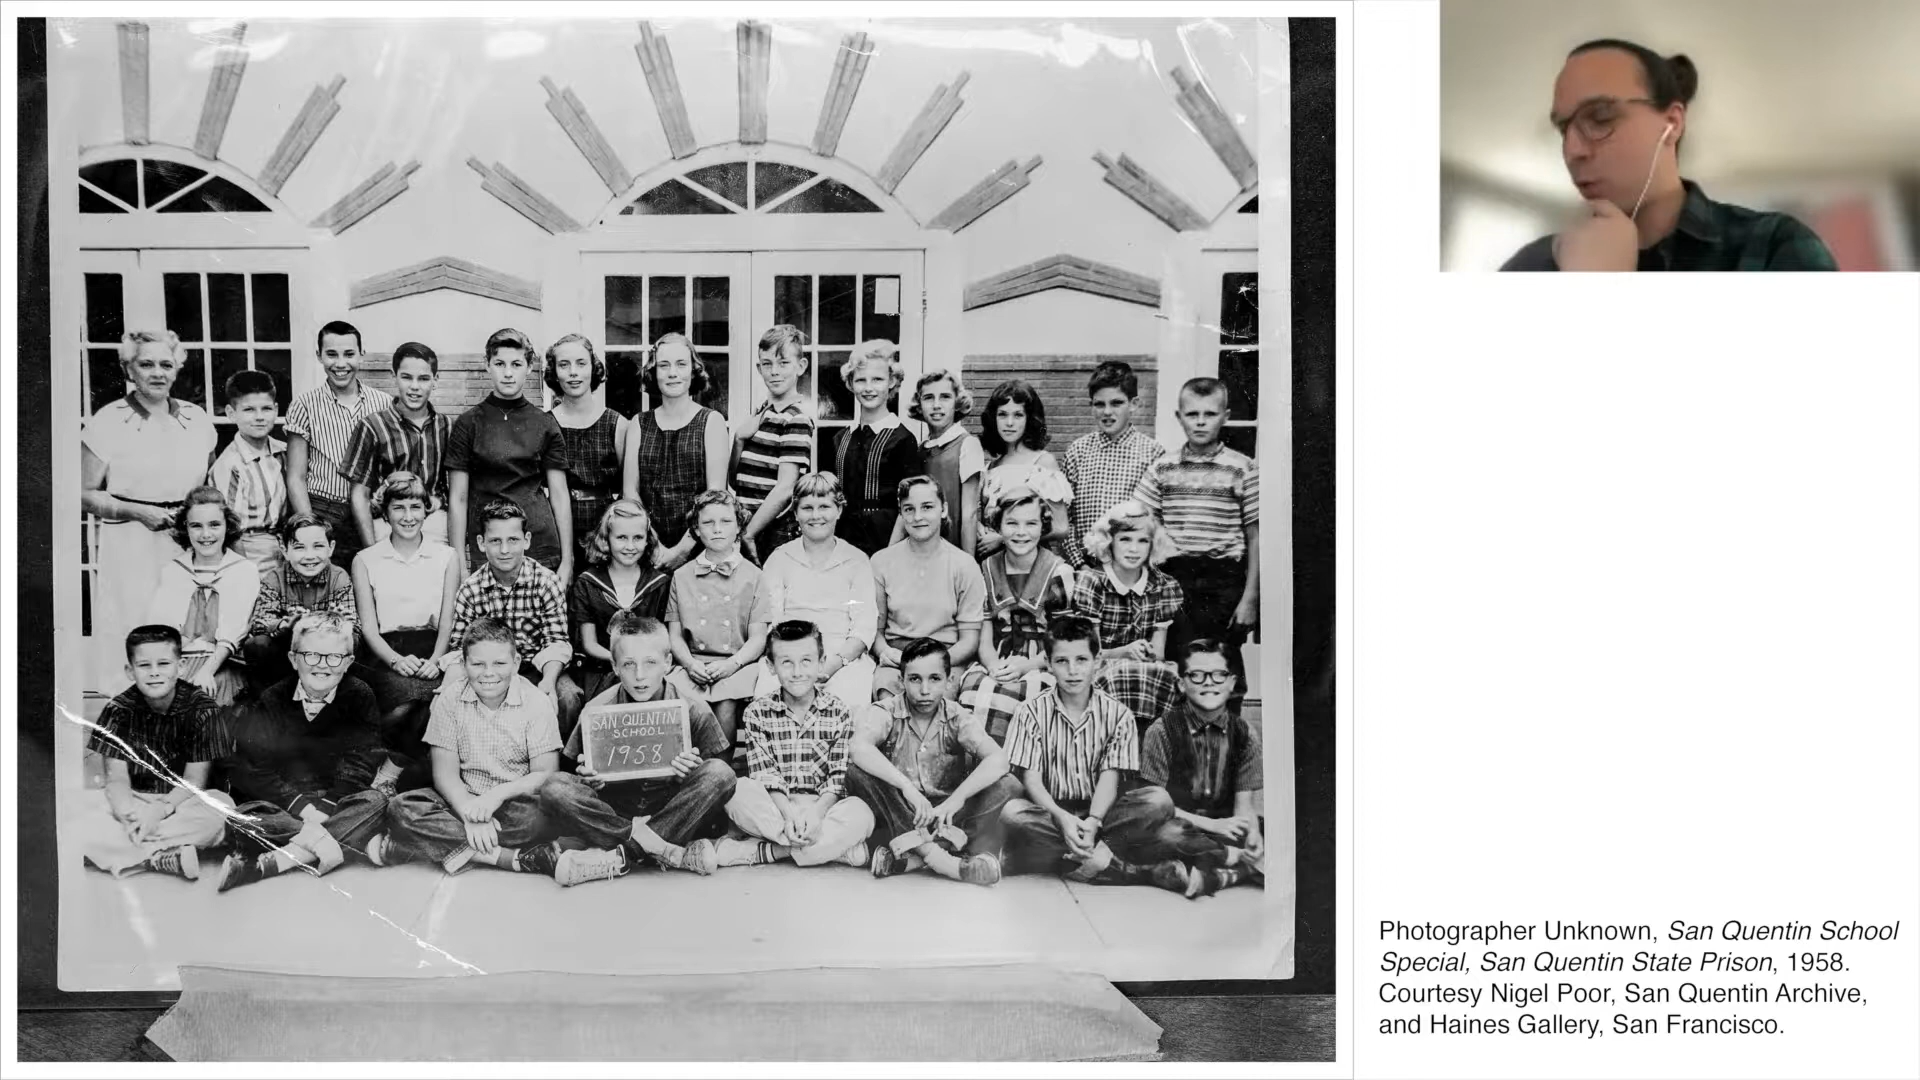 SAN QUENTIN
SCHOOL
1958
Photographer Unknown, San Quentin School
Special, San Quentin State Prison, 1958.
Courtesy Nigel Poor, San Quentin Archive,
and Haines Gallery, San Francisco.